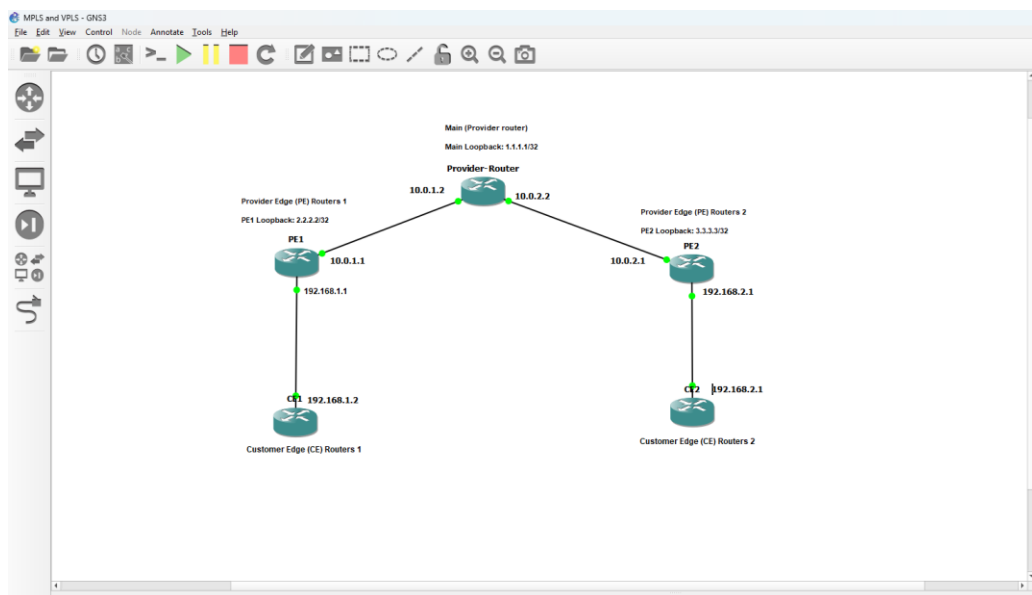 MPLS and VPLS - GNS3
File Edit View Control Node Annotate Tools Help
Main (Provider router)
Main Loopback: 1.1.1.1/32
Provider-Router
10.0.1.2
10.0.2.2
Provider Edge (PE) Routers 1
PE1 Loopback: 2.2.2.2/32
PE1
10.0.1.1
192.168.1.1
Provider Edge (PE) Routers 2
PE2 Loopback: 3.3.3.3/32
PE2
10.0.2.1
192.168.2.1
CE1 192.168.1.2
Customer Edge (CE) Routers 1
CE2 192.168.2.1
Customer Edge (CE) Routers 2